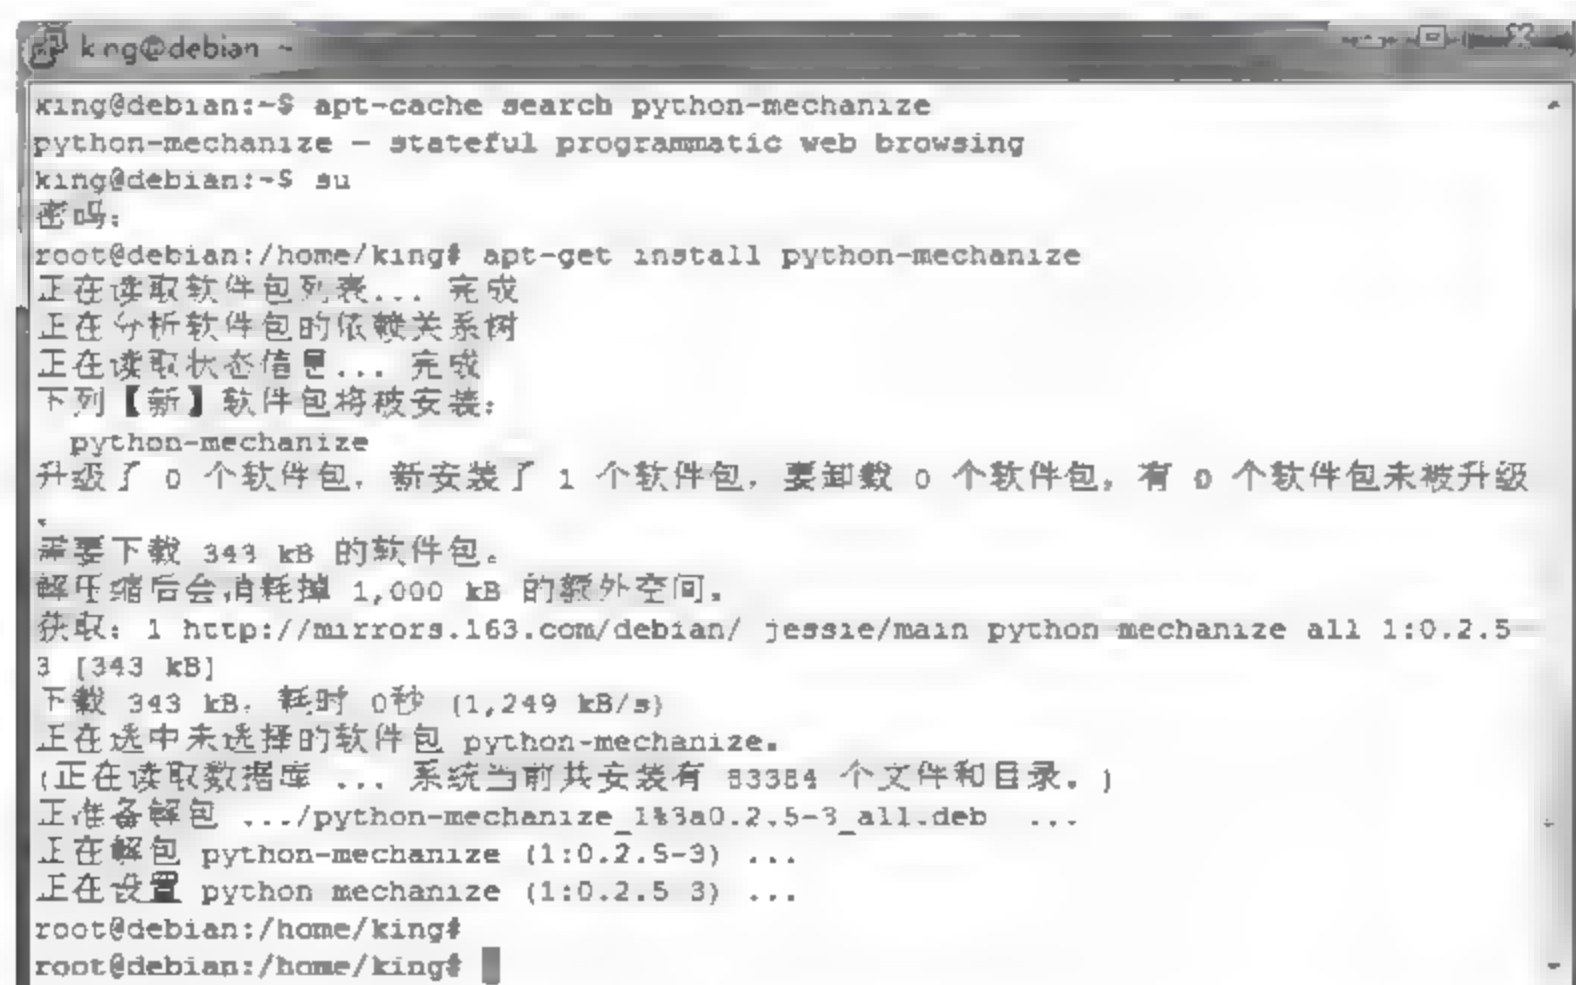 king@debian: ~
king@debian:~$ apt-cache search python-mechanize
python-mechanize - stateful programmatic web browsing
king@debian:~$ su
密码：
root@debian:/home/king# apt-get install python-mechanize
正在读取软件包列表... 完成
正在分析软件包的依赖关系树
正在读取状态信息... 完成
下列【新】软件包将被安装：
python-mechanize
升级了 0 个软件包，新安装了 1 个软件包，要卸载 0 个软件包，有 0 个软件包未被升级
。
需要下载 343 kB 的软件包。
解压缩后会消耗掉 1,000 kB 的额外空间。
获取：1 http://mirrors.163.com/debian/ jessie/main python-mechanize all 1:0.2.5-
3 [343 kB]
下载 343 kB，耗时 0秒 (1,249 kB/s)
正在选中未选择的软件包 python-mechanize。
(正在读取数据库 ... 系统当前共安装有 83384 个文件和目录。)
正准备解包 .../python-mechanize_1%3a0.2.5-3_all.deb ...
正在解包 python-mechanize (1:0.2.5-3) ...
正在设置 python-mechanize (1:0.2.5-3) ...
root@debian:/home/king#
root@debian:/home/king#